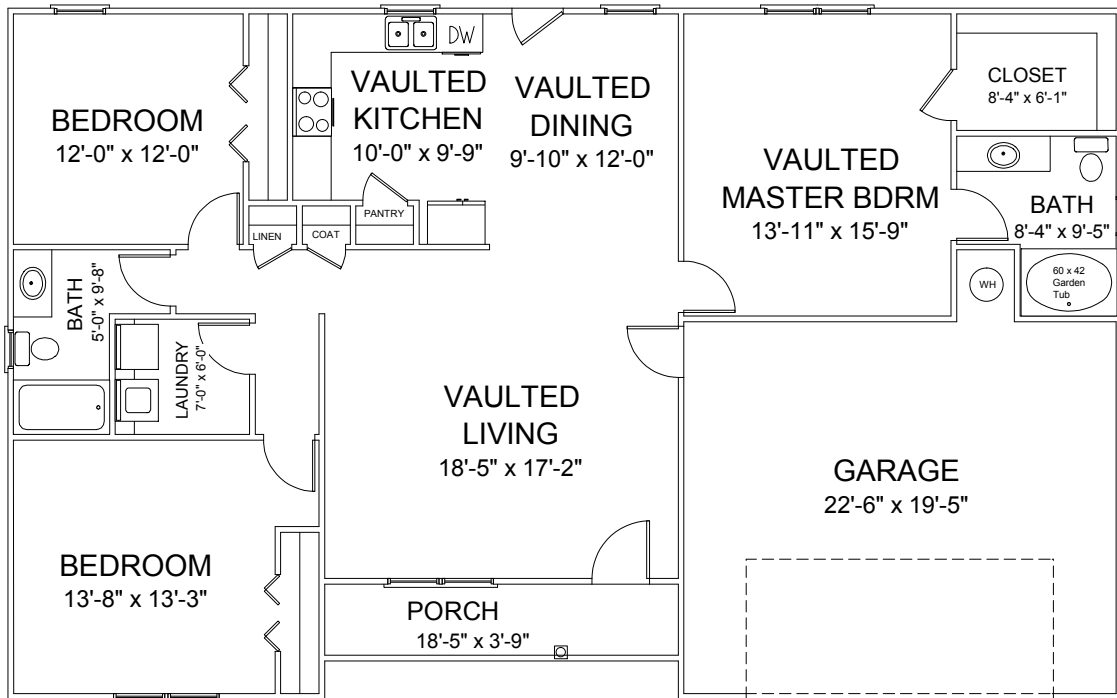 BEDROOM
12'-0" x 12'-0"
VAULTED
KITCHEN
10'-0" x 9'-9"
DW
VAULTED
DINING
9'-10" x 12'-0"
VAULTED
MASTER BDRM
13'-11" x 15'-9"
CLOSET
8'-4" x 6'-1"
BATH
8'-4" x 9'-5"
PANTRY
LINEN
COAT
BATH
5'-0" x 9'-8"
LAUNDRY
7'-0" x 6'-0"
WH
60 x 42
Garden
Tub
VAULTED
LIVING
18'-5" x 17'-2"
GARAGE
22'-6" x 19'-5"
BEDROOM
13'-8" x 13'-3"
PORCH
18'-5" x 3'-9"